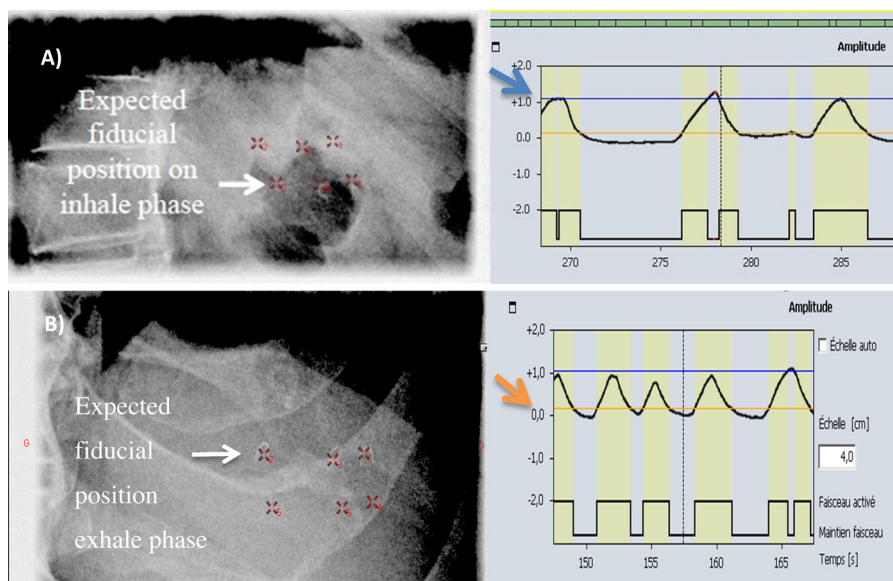 A)
Expected
fiducial
position on
inhale phase
Amplitude
+2.0
+1.0
0.0
-1.0
-2.0
270 275 280 285
B)
Expected
fiducial
position
exhale phase
G
Amplitude
+2,0
+1,0
0,0
-1,0
-2,0
150 155 160 165
Échelle auto
Échelle [cm]
4,0
Faisceau activé
Maintien faisceau
Temps [s]